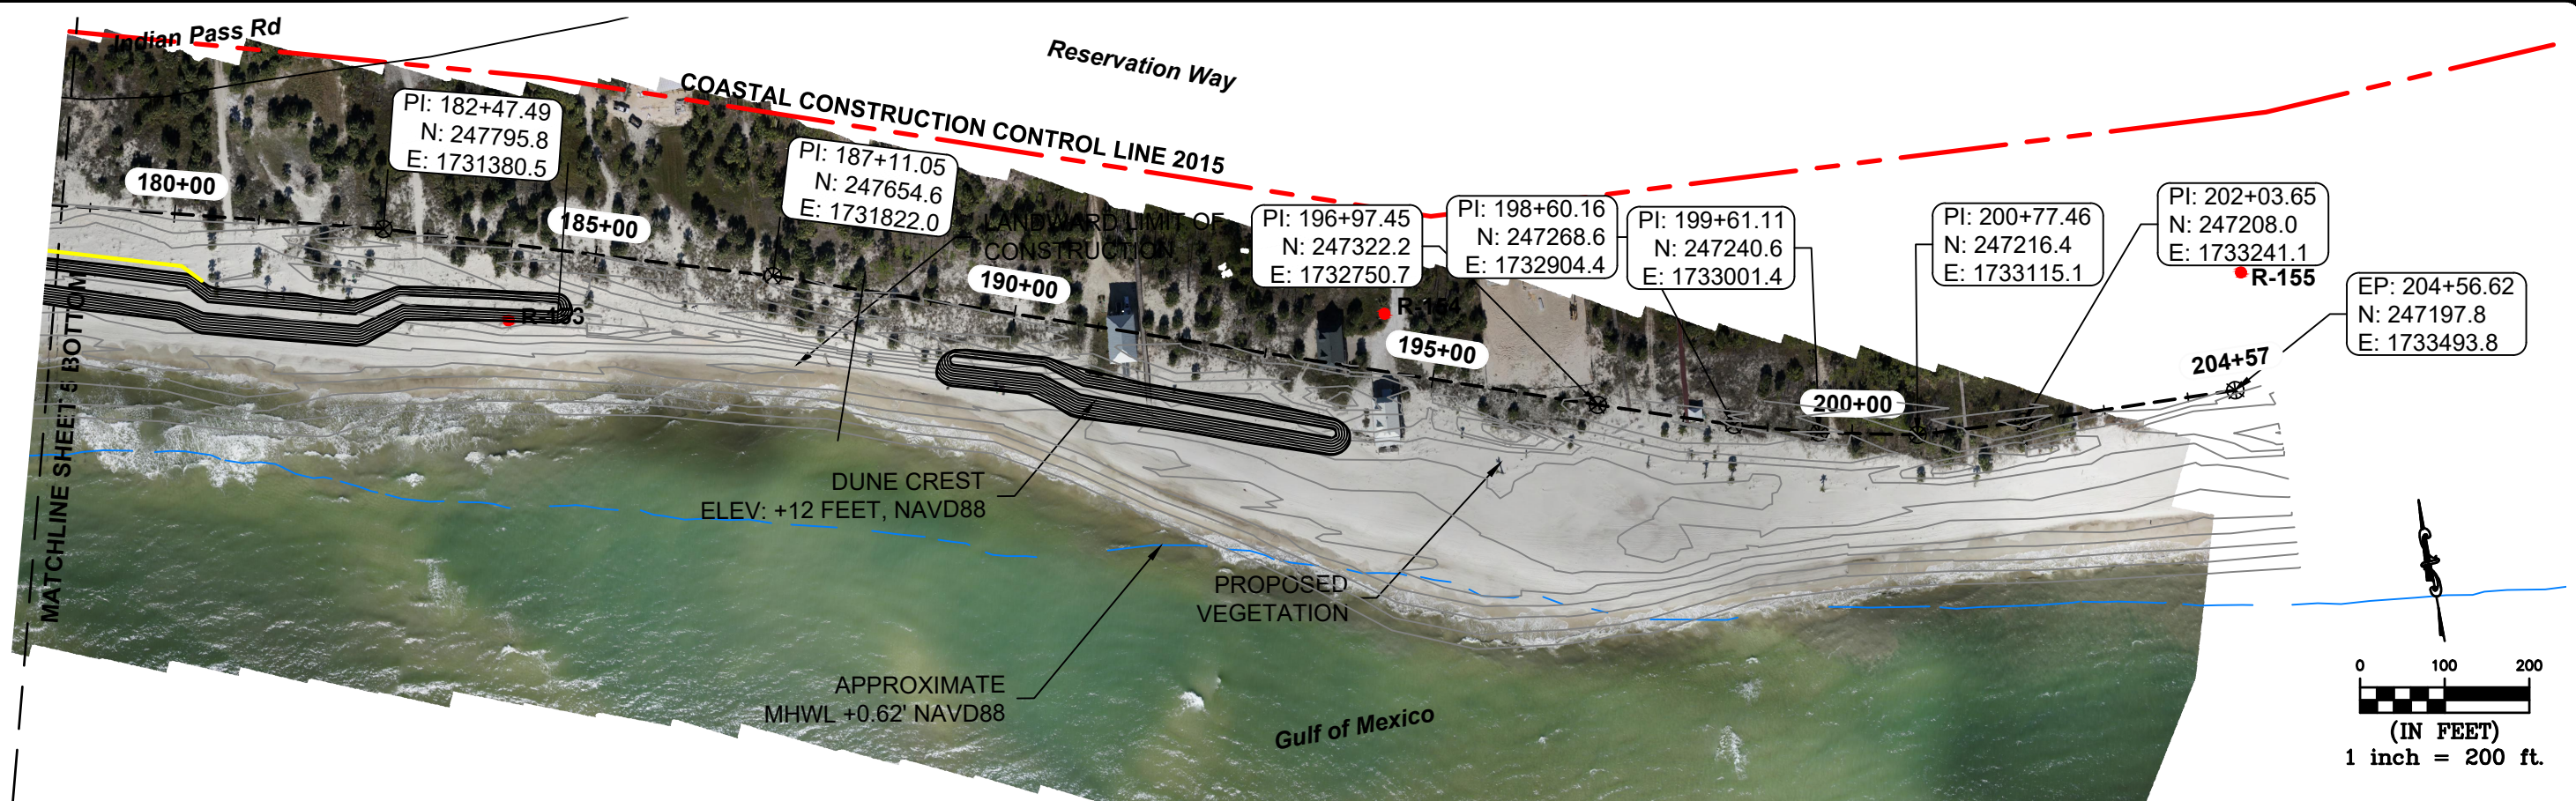 Indian Pass Rd
Reservation Way
COASTAL CONSTRUCTION CONTROL LINE 2015
PI: 182+47.49
N: 247795.8
E: 1731380.5
PI: 187+11.05
N: 247654.6
E: 1731822.0
180+00
185+00
LANDWARD LIMIT OF
CONSTRUCTION
190+00
PI: 196+97.45
N: 247322.2
E: 1732750.7
PI: 198+60.16
N: 247268.6
E: 1732904.4
PI: 199+61.11
N: 247240.6
E: 1733001.4
PI: 200+77.46
N: 247216.4
E: 1733115.1
PI: 202+03.65
N: 247208.0
E: 1733241.1
R-155
EP: 204+56.62
N: 247197.8
E: 1733493.8
R-153
R-154
195+00
200+00
204+57
MATCHLINE SHEET 5 BOTTOM
DUNE CREST
ELEV: +12 FEET, NAVD88
PROPOSED
VEGETATION
APPROXIMATE
MHWL +0.62' NAVD88
Gulf of Mexico
0 100 200
(IN FEET)
1 inch = 200 ft.